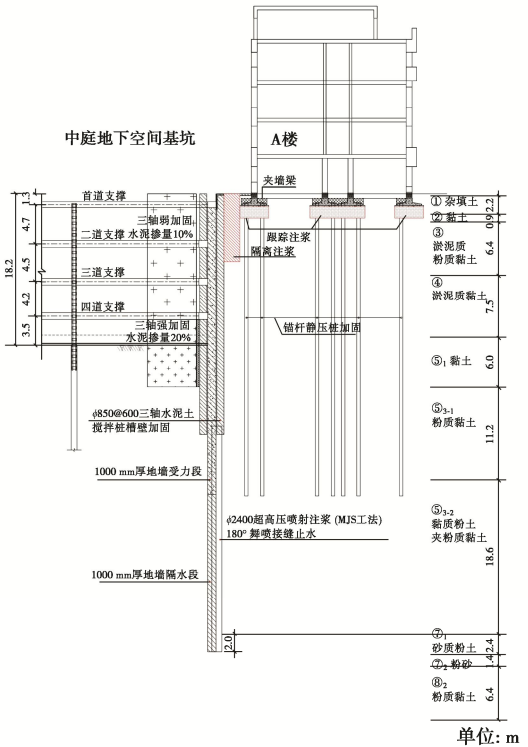 中庭地下空间基坑
A楼
首道支撑
三轴弱加固
水泥掺量10%
二道支撑
三道支撑
四道支撑
三轴强加固
水泥掺量20%
1.3
4.7
4.5
4.2
3.5
18.2
夹墙梁
跟踪注浆
隔离注浆
锚杆静压桩加固
ϕ850@600三轴水泥土
搅拌桩槽壁加固
1000 mm厚地墙受力段
ϕ2400超高压喷射注浆 (MJS工法)
180° 舞喷接缝止水
1000 mm厚地墙隔水段
2.0
① 杂填土
2.2
② 黏土
0.9
③
淤泥质
粉质黏土
6.4
④
淤泥质黏土
7.5
⑤₁ 黏土
6.0
⑤₃₋₁
粉质黏土
11.2
⑤₃₋₂
黏质粉土
夹粉质黏土
18.6
⑦₁
砂质粉土
2.4
⑦₂ 粉砂
1.4
⑧₂
粉质黏土
6.4
单位: m